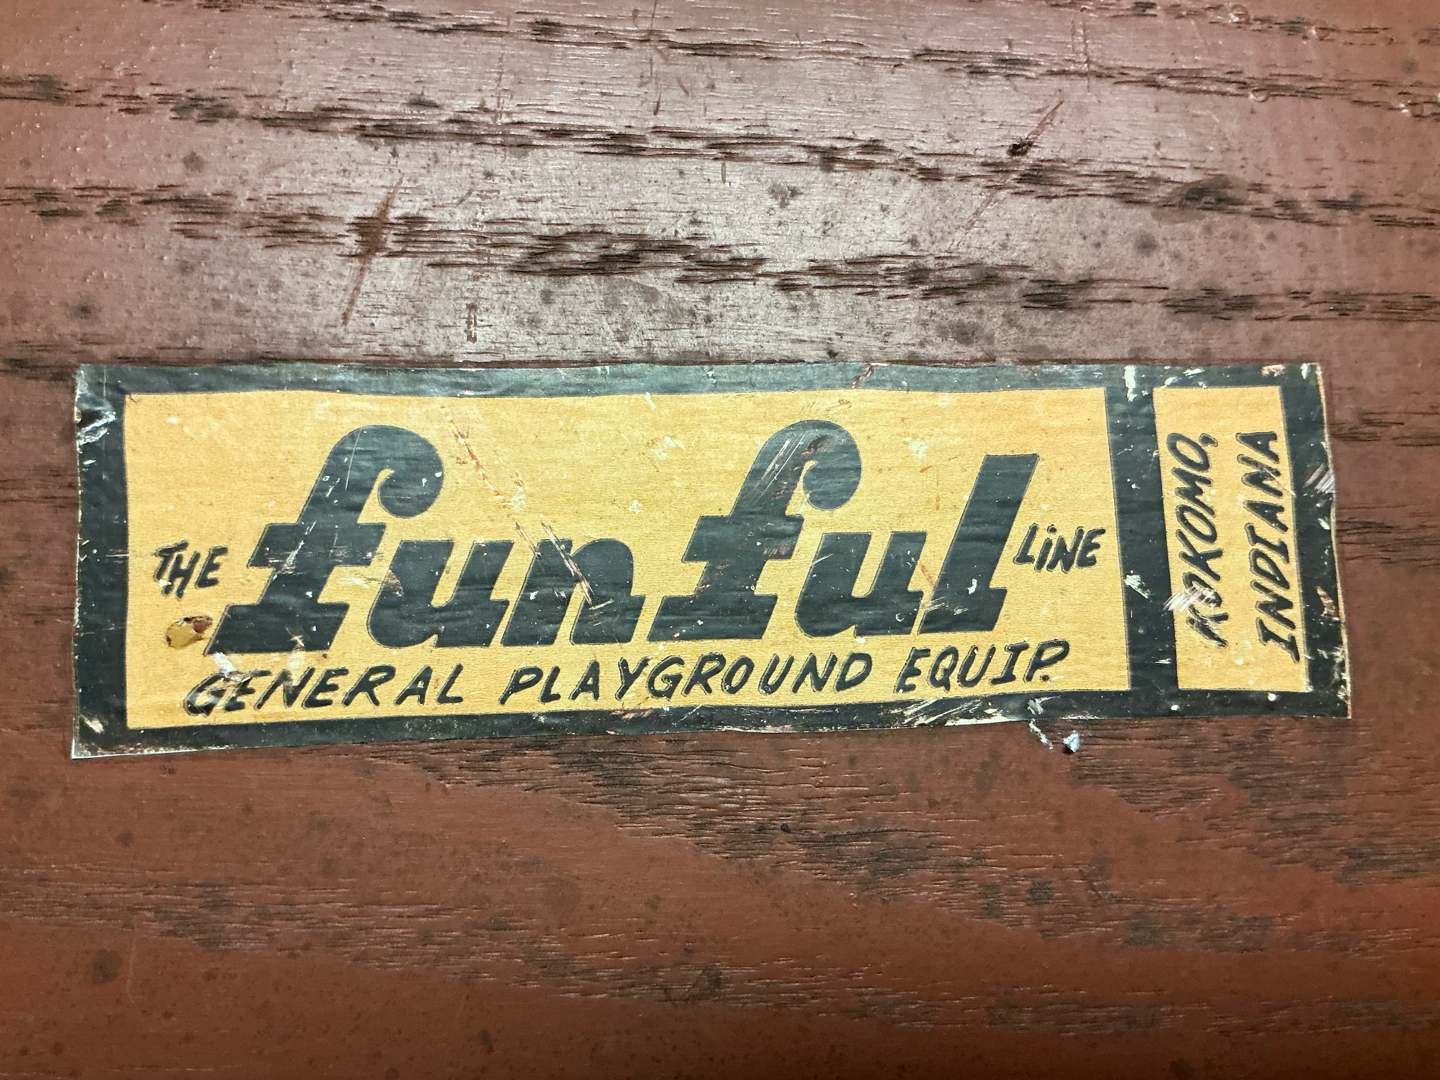 THE funful LiNE
GENERAL PLAYGROUND EQUIP.
KOKOMO,
INDIANA